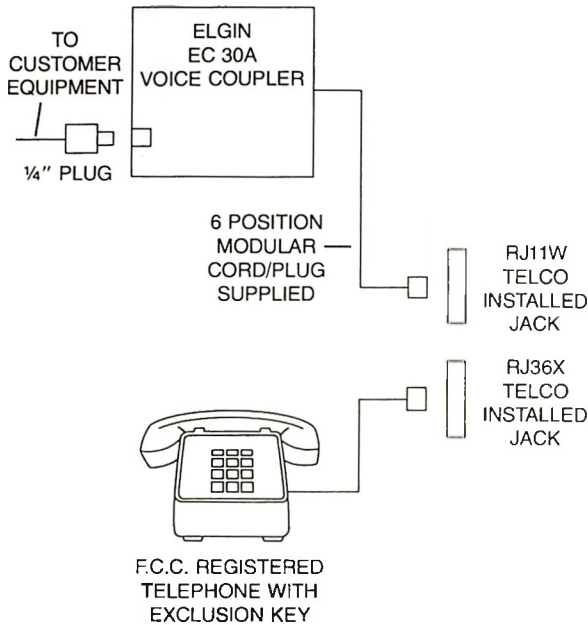 TO
CUSTOMER
EQUIPMENT
¼" PLUG
ELGIN
EC 30A
VOICE COUPLER
6 POSITION
MODULAR
CORD/PLUG
SUPPLIED
RJ11W
TELCO
INSTALLED
JACK
RJ36X
TELCO
INSTALLED
JACK
F.C.C. REGISTERED
TELEPHONE WITH
EXCLUSION KEY